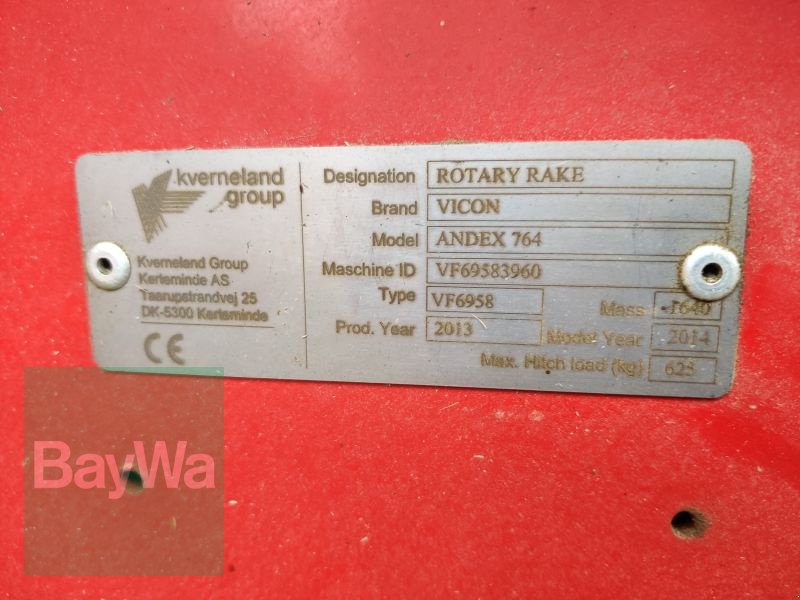 kverneland
group
Kverneland Group
Kerteminde AS
Taarupstrandvej 25
DK-5300 Kerteminde
CE
Designation ROTARY RAKE
Brand VICON
Model ANDEX 764
Maschine ID VF69583960
Type VF6958 Mass 1640
Prod. Year 2013 Model Year 2014
Max. Hitch load (kg) 625
BayWa